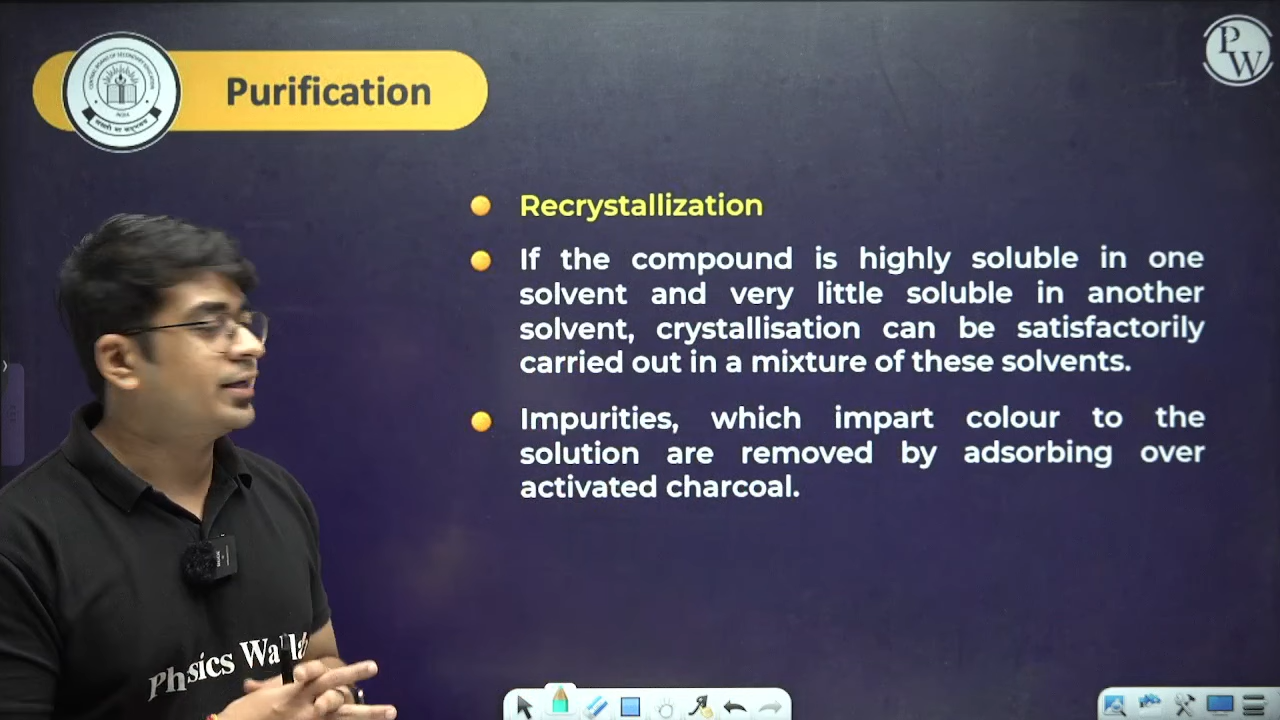 Purification
PW
Recrystallization
If the compound is highly soluble in one
solvent and very little soluble in another
solvent, crystallisation can be satisfactorily
carried out in a mixture of these solvents.
Impurities, which impart colour to the
solution are removed by adsorbing over
activated charcoal.
Physics Wallah